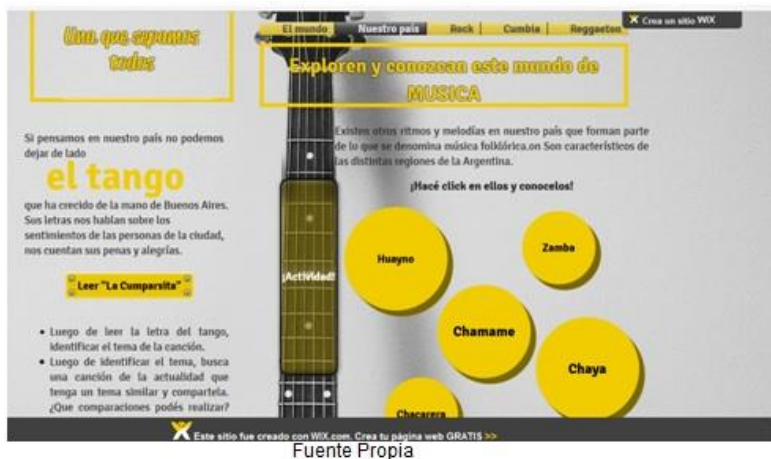 Una que sepamos
todos
El mundo
Nuestro país
Rock
Cumbia
Reggaeton
Crea un sitio WIX
Exploren y conozcan este mundo de
MUSICA
Si pensamos en nuestro país no podemos
dejar de lado
el tango
que ha crecido de la mano de Buenos Aires.
Sus letras nos hablan sobre los
sentimientos de las personas de la ciudad,
nos cuentan sus penas y alegrías.
Leer "La Cumparsita"
• Luego de leer la letra del tango,
identificar el tema de la canción.
• Luego de identificar el tema, busca
una canción de la actualidad que
tenga un tema similar y compartela.
¿Que comparaciones podés realizar?
¡Actividad!
Existen otros ritmos y melodías en nuestro país que forman parte
de lo que se denomina música folklórica.on Son característicos de
las distintas regiones de la Argentina.
¡Hacé click en ellos y conocelos!
Huayno
Zamba
Chamame
Chaya
Chacarera
Este sitio fue creado con WIX.com. Crea tu página web GRATIS >>
Fuente Propia